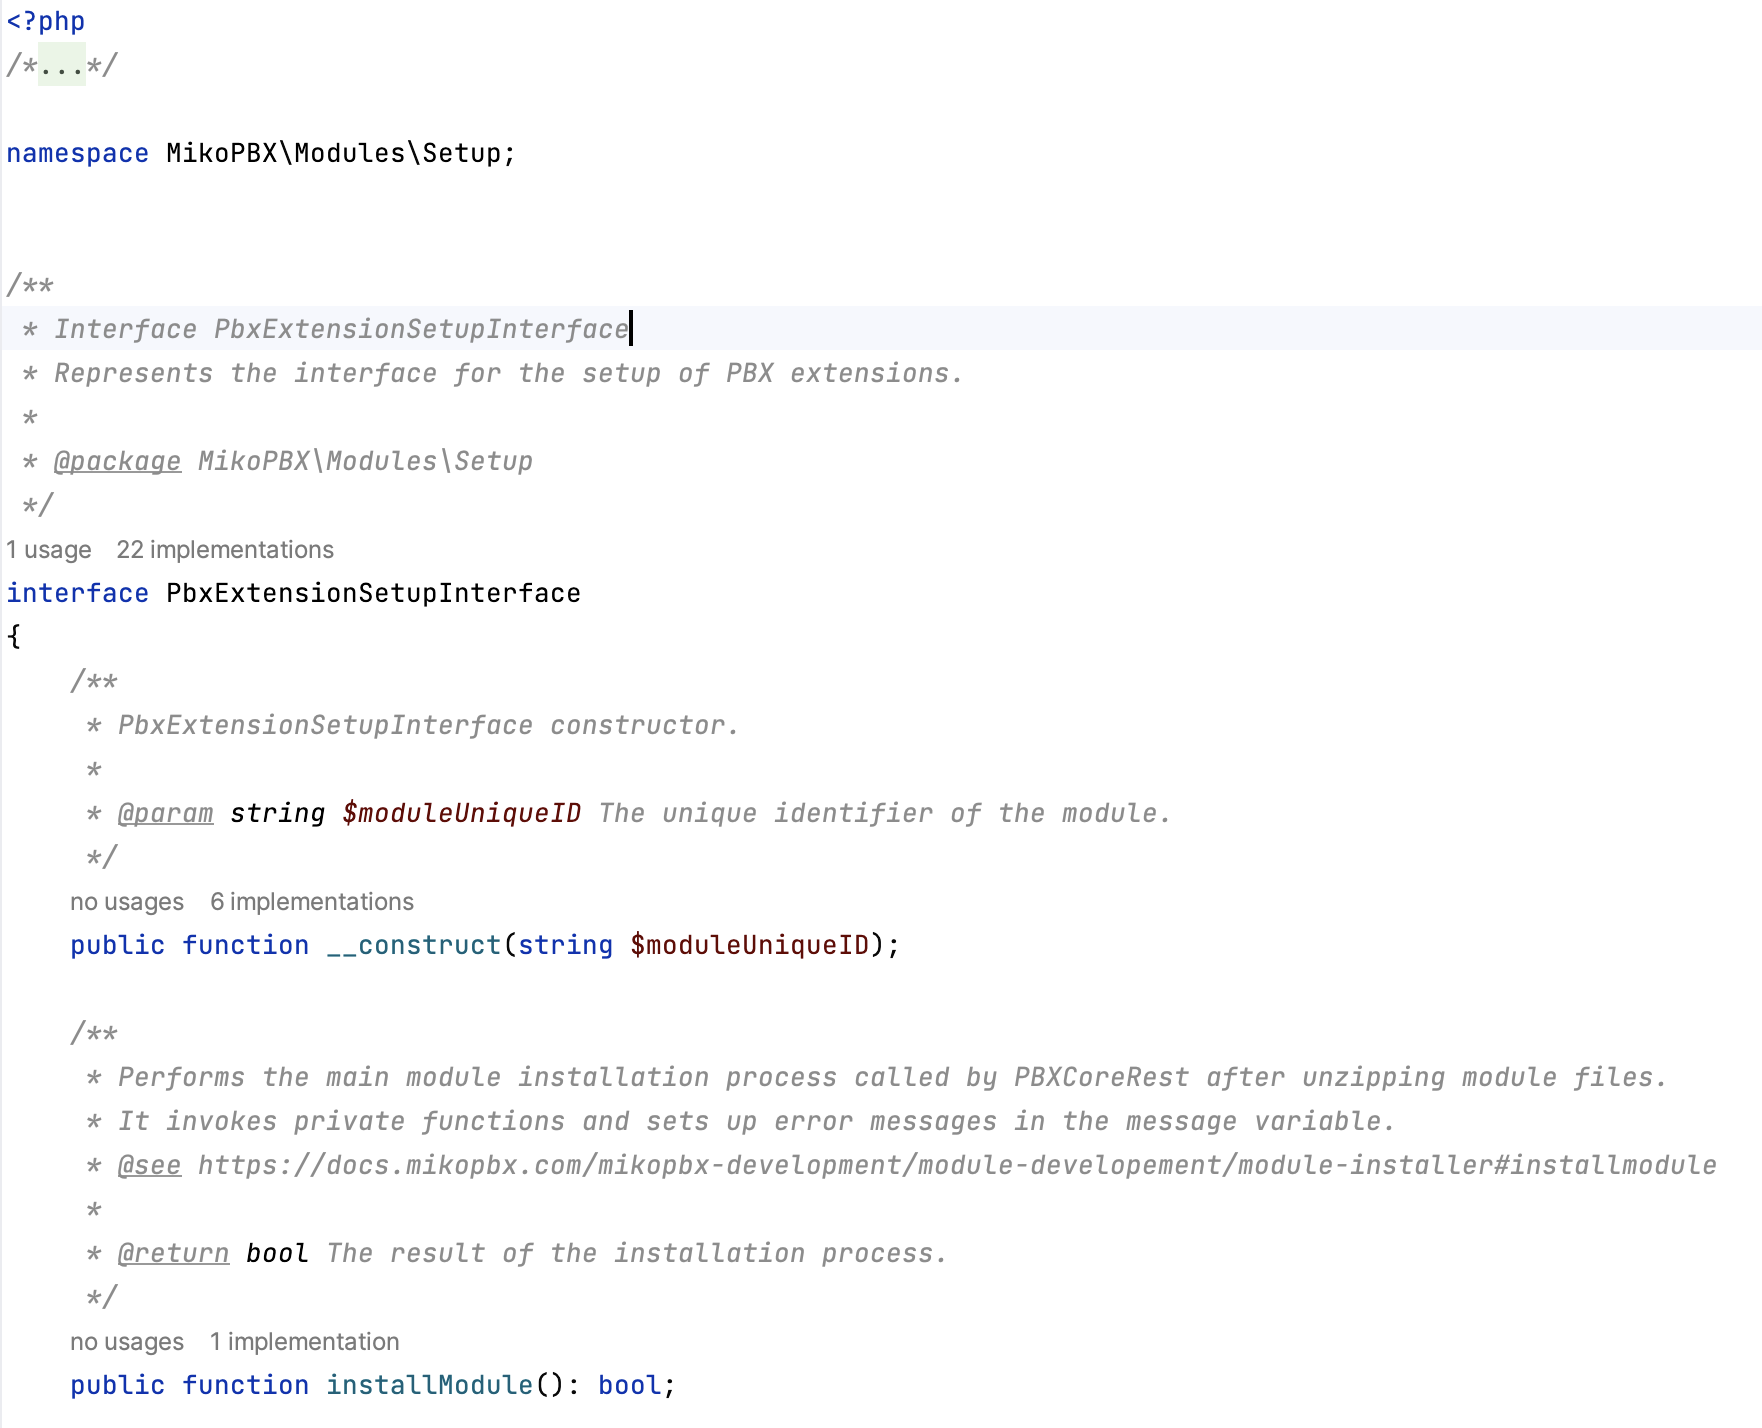 <?php
/*...*/
namespace MikoPBX\Modules\Setup;
/**
* Interface PbxExtensionSetupInterface
* Represents the interface for the setup of PBX extensions.
*
* @package MikoPBX\Modules\Setup
*/
1 usage 22 implementations
interface PbxExtensionSetupInterface
{
/**
* PbxExtensionSetupInterface constructor.
*
* @param string $moduleUniqueID The unique identifier of the module.
*/
no usages 6 implementations
public function __construct(string $moduleUniqueID);
/**
* Performs the main module installation process called by PBXCoreRest after unzipping module files.
* It invokes private functions and sets up error messages in the message variable.
* @see https://docs.mikopbx.com/mikopbx-development/module-developement/module-installer#installmodule
*
* @return bool The result of the installation process.
*/
no usages 1 implementation
public function installModule(): bool;